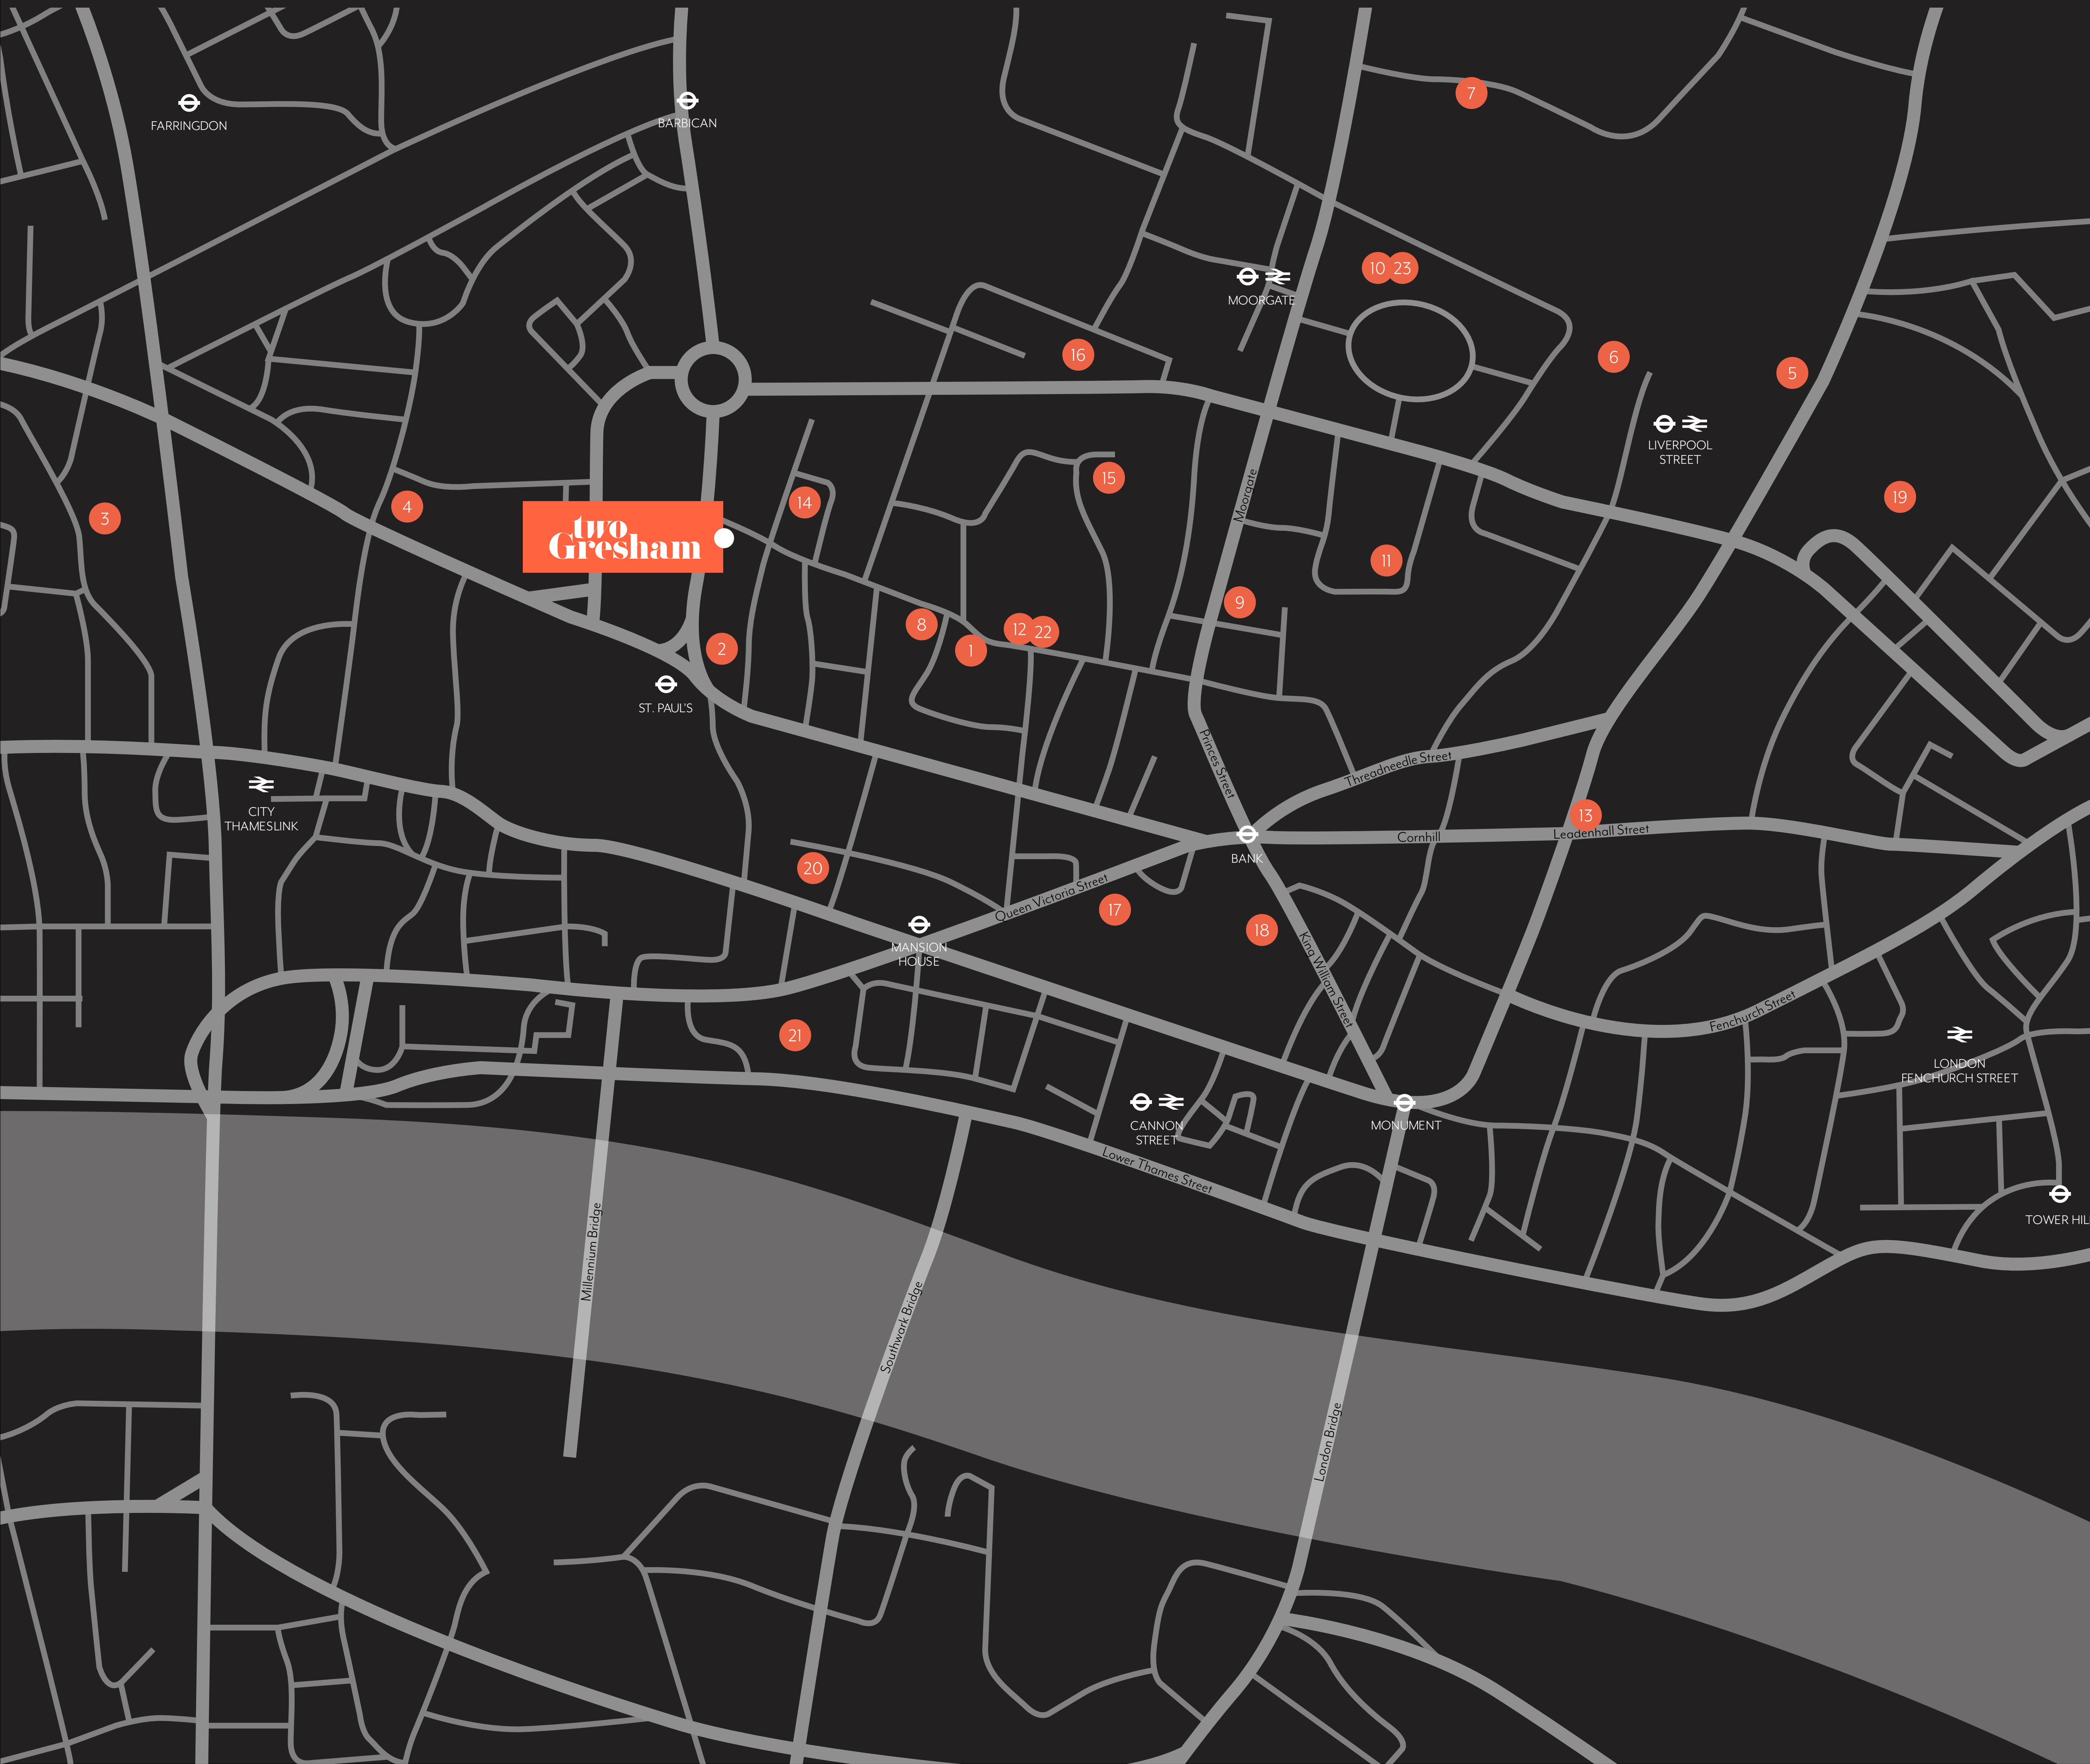 7
FARRINGDON
BARBICAN
10
23
MOORGATE
16
6
5
LIVERPOOL
STREET
15
Moorgate
19
3
4
14
two
Gresham
11
9
8
12
22
1
2
ST. PAUL'S
Princes Street
Threadneedle Street
CITY
THAMESLINK
13
Leadenhall Street
Cornhill
BANK
20
Queen Victoria Street
17
18
MANSION
HOUSE
King William Street
Fenchurch Street
21
LONDON
FENCHURCH STREET
CANNON
STREET
MONUMENT
Lower Thames Street
TOWER HIL
Millennium Bridge
Southwark Bridge
London Bridge